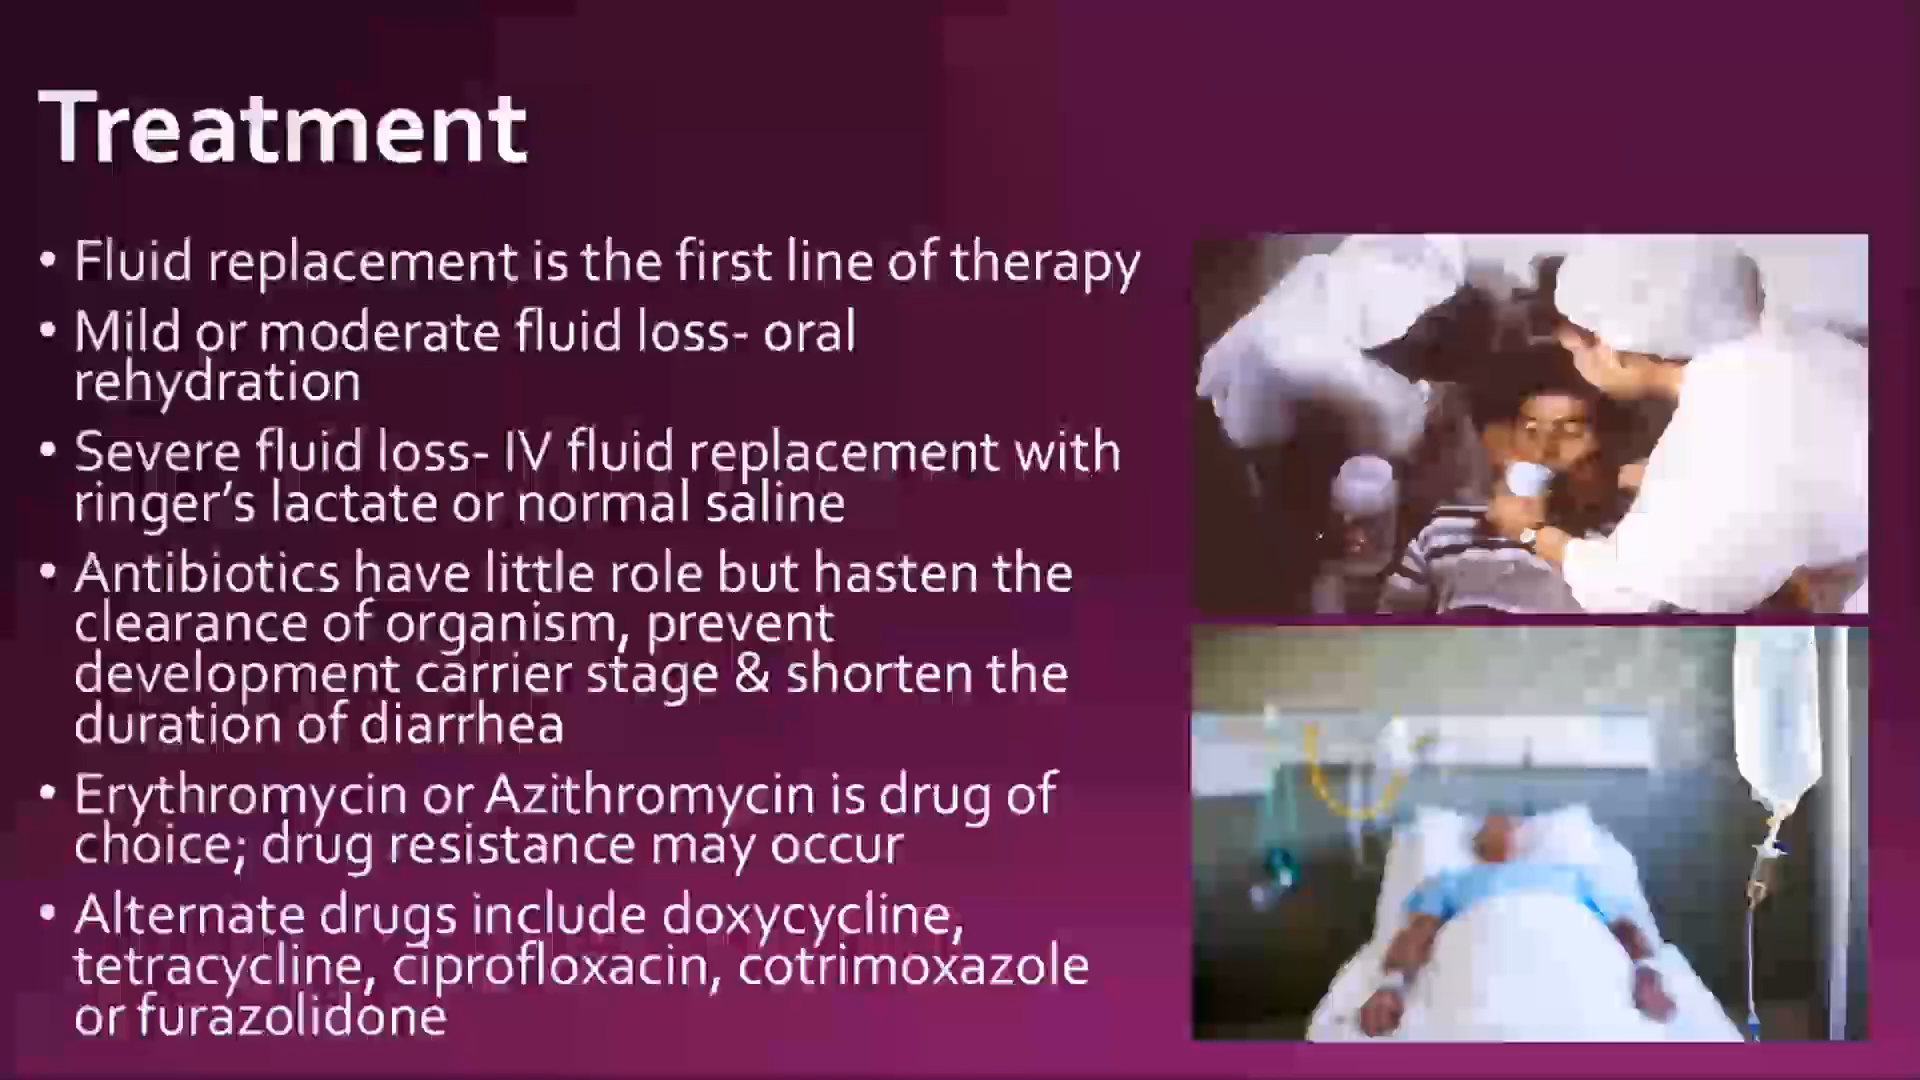 Treatment
• Fluid replacement is the first line of therapy
• Mild or moderate fluid loss- oral
rehydration
• Severe fluid loss- IV fluid replacement with
ringer's lactate or normal saline
• Antibiotics have little role but hasten the
clearance of organism, prevent
development carrier stage & shorten the
duration of diarrhea
• Erythromycin or Azithromycin is drug of
choice; drug resistance may occur
• Alternate drugs include doxycycline,
tetracycline, ciprofloxacin, cotrimoxazole
or furazolidone